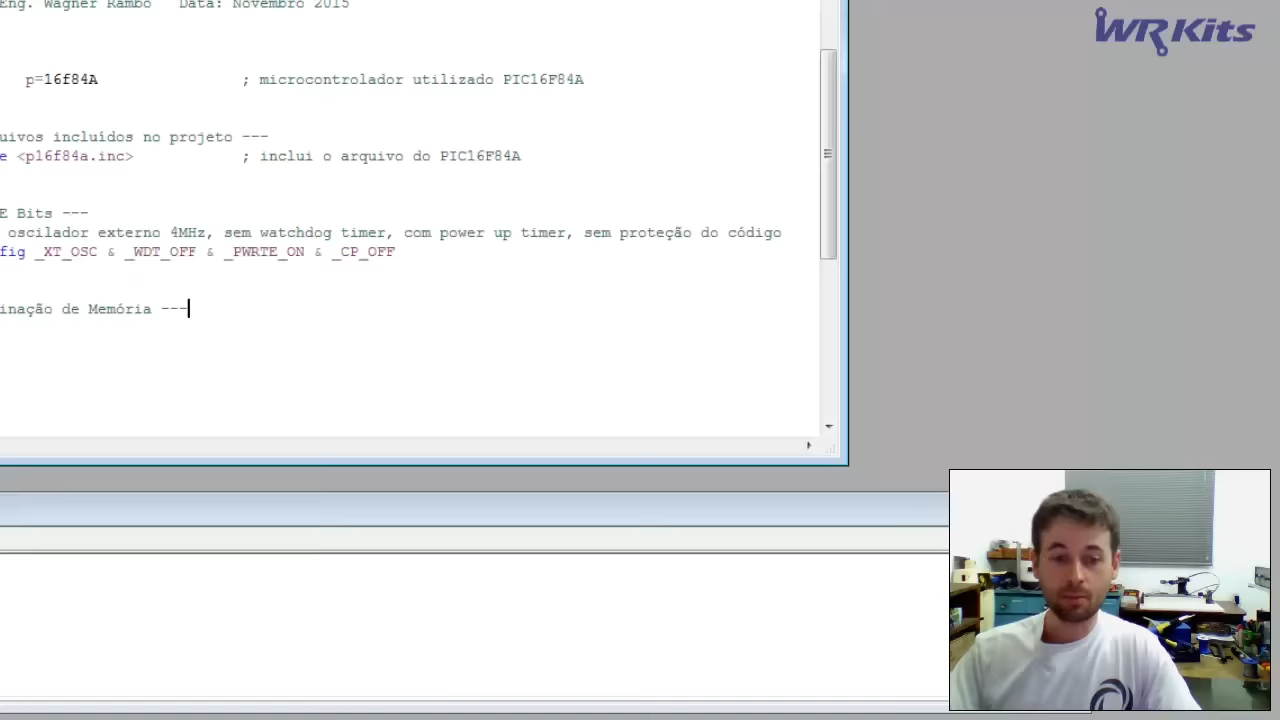 Eng. Wagner Rambo Data: Novembro 2015
WR Kits
p=16f84A ; microcontrolador utilizado PIC16F84A
uivos incluídos no projeto ---
e <p16f84a.inc> ; inclui o arquivo do PIC16F84A
E Bits ---
oscilador externo 4MHz, sem watchdog timer, com power up timer, sem proteção do código
fig _XT_OSC & _WDT_OFF & _PWRTE_ON & _CP_OFF
inação de Memória ---